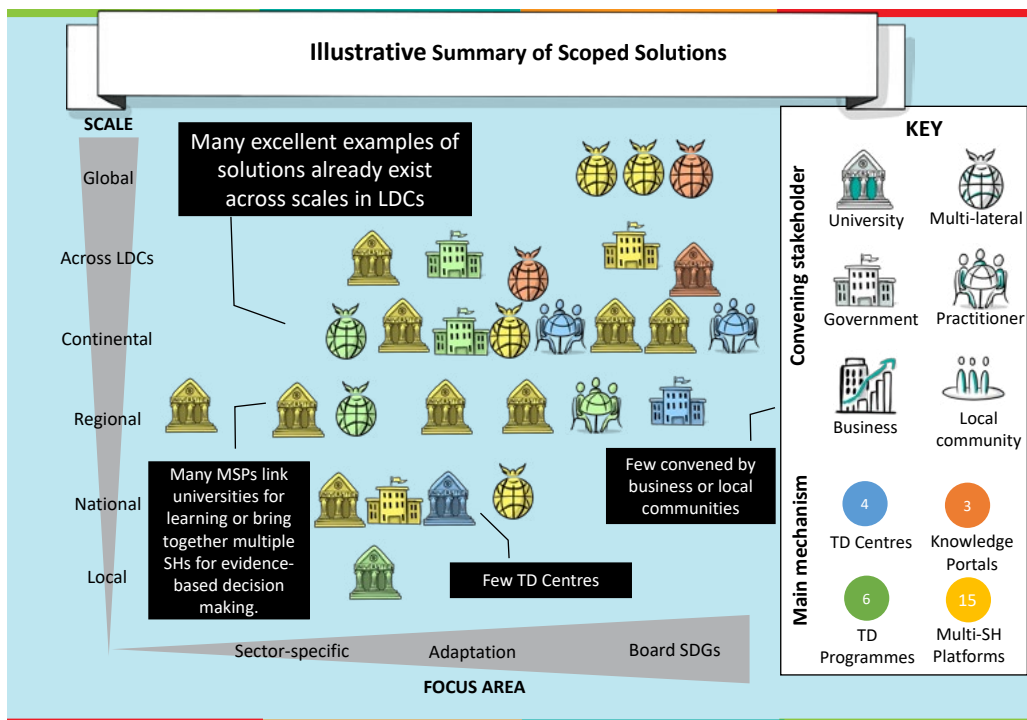 Illustrative Summary of Scoped Solutions
SCALE
Global
Across LDCs
Continental
Regional
National
Local
Many excellent examples of
solutions already exist
across scales in LDCs
Many MSPs link
universities for
learning or bring
together multiple
SHs for evidence-
based decision
making.
Few TD Centres
Few convened by
business or local
communities
Sector-specific
Adaptation
Board SDGs
FOCUS AREA
KEY
Convening stakeholder
University
Multi-lateral
Government
Practitioner
Business
Local
community
Main mechanism
4
TD Centres
3
Knowledge
Portals
6
TD
Programmes
15
Multi-SH
Platforms